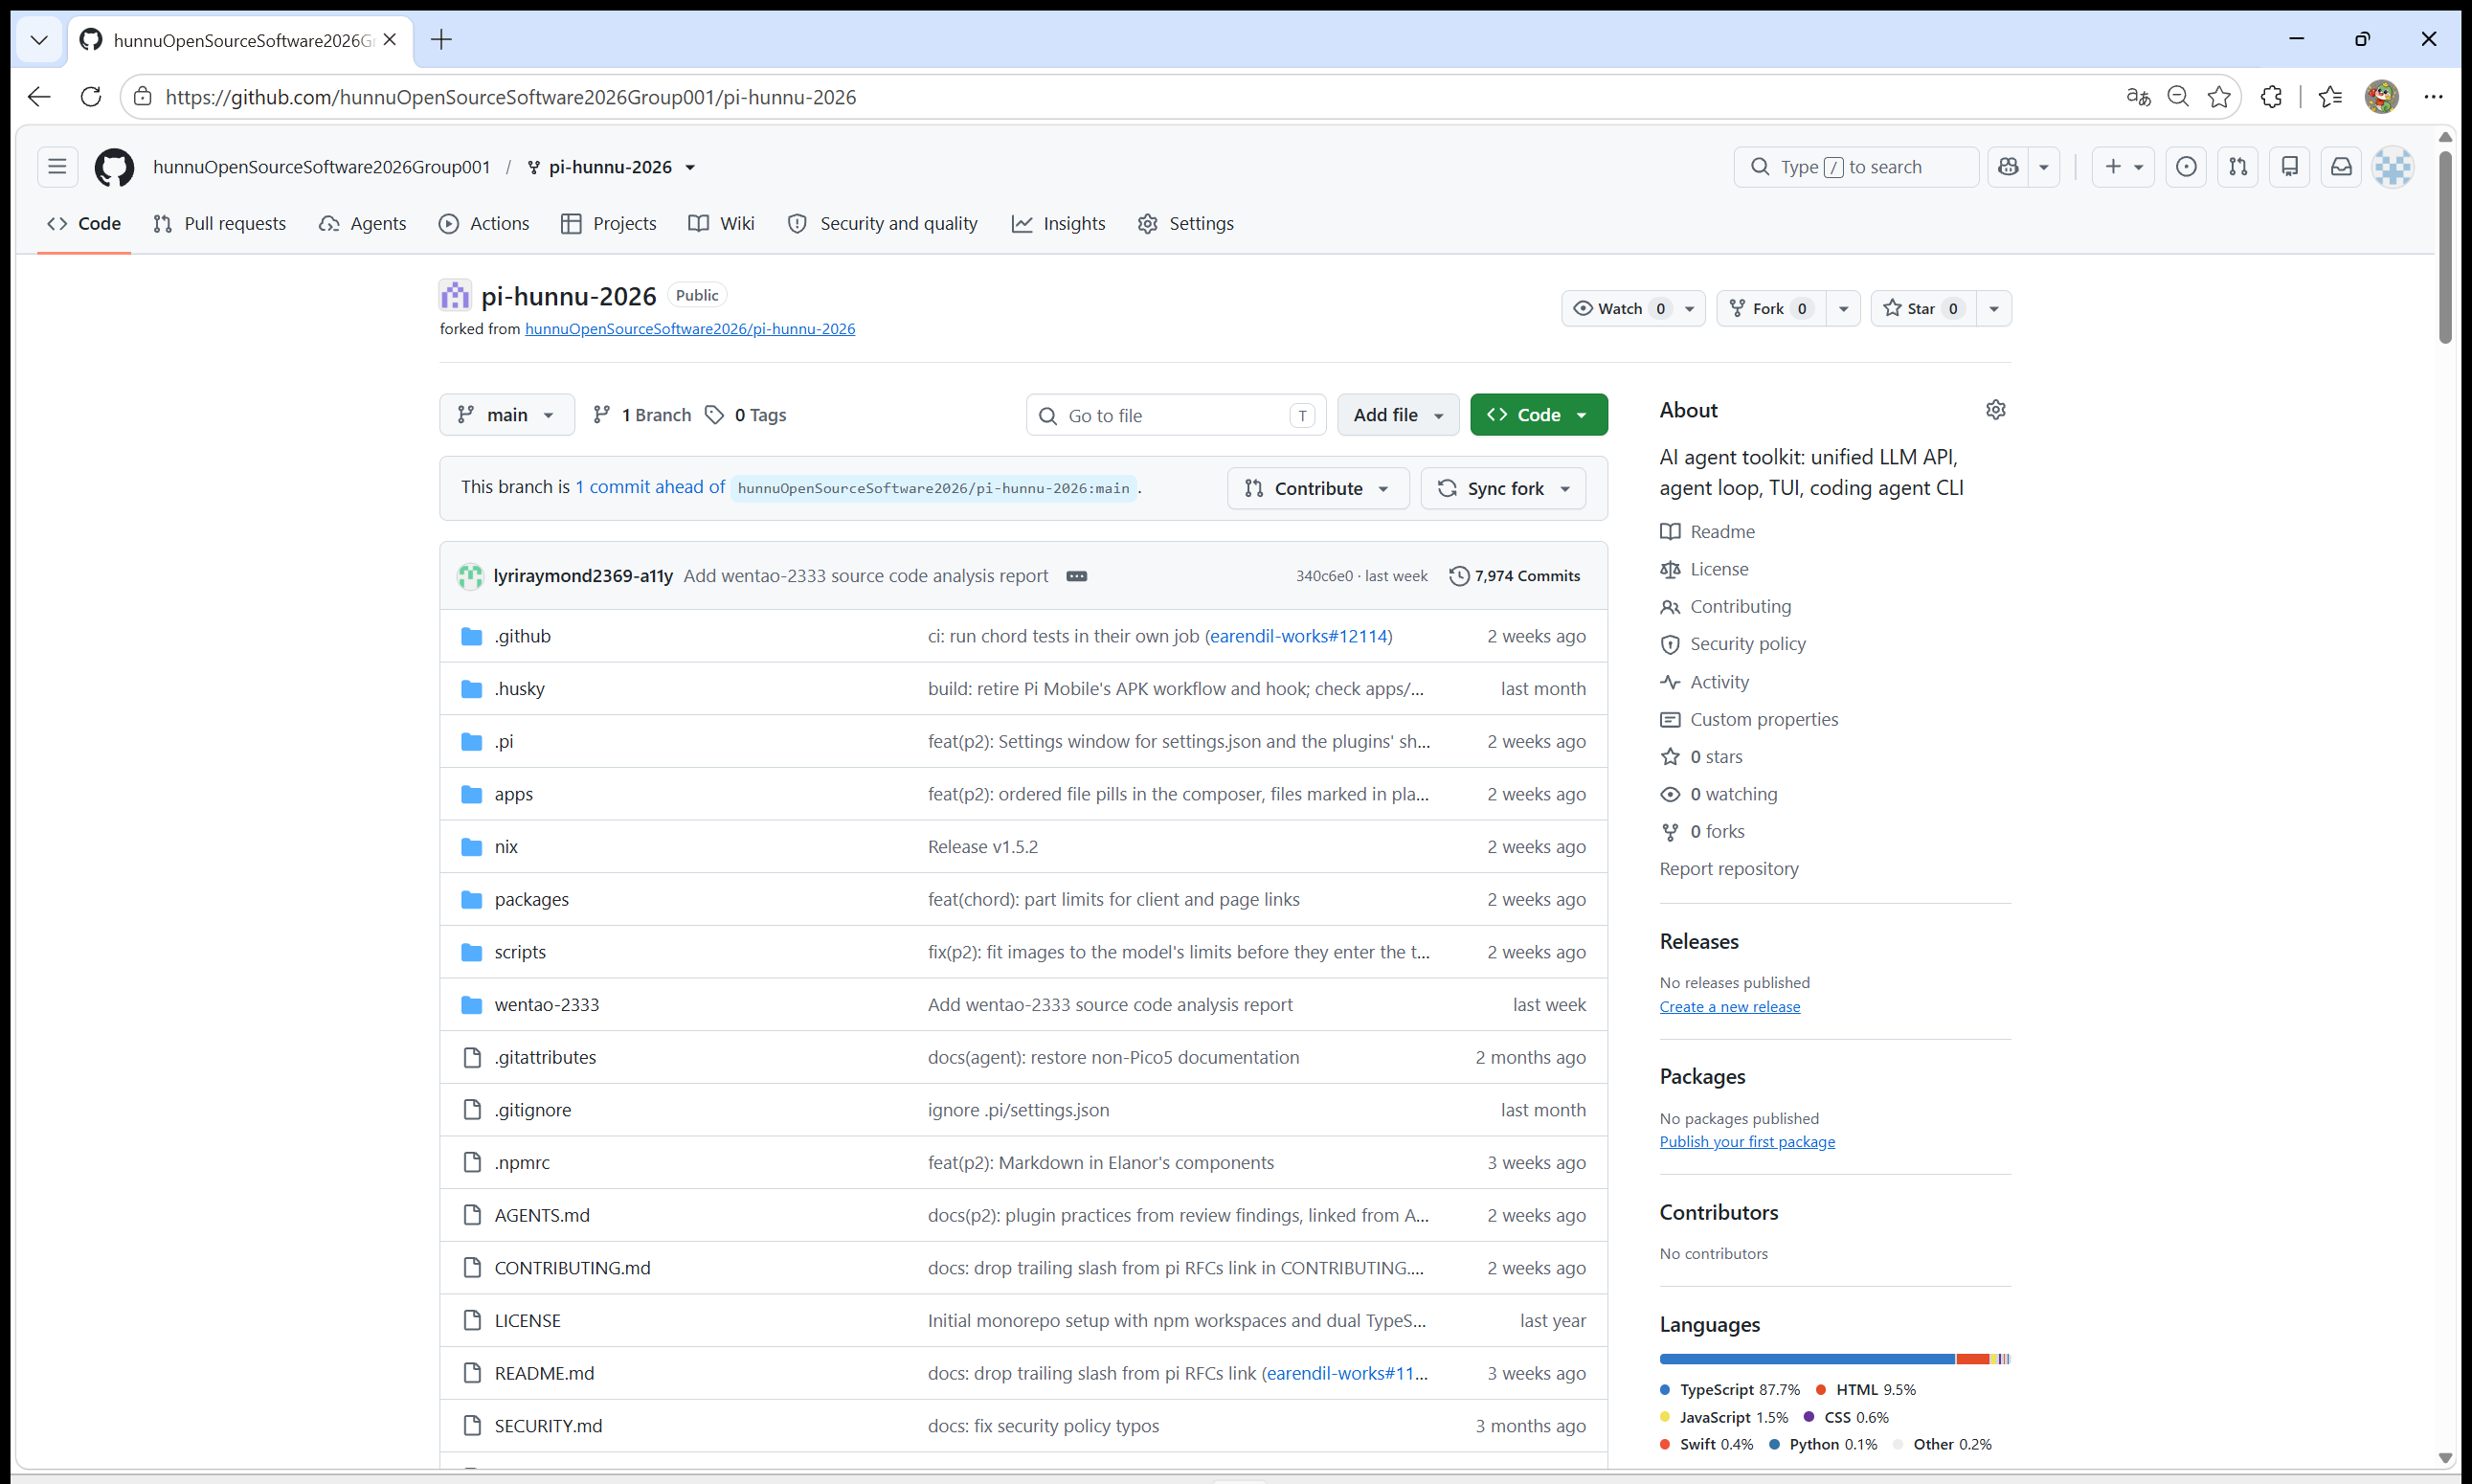 hunnuOpenSourceSoftware2026Gr
https://github.com/hunnuOpenSourceSoftware2026Group001/pi-hunnu-2026
hunnuOpenSourceSoftware2026Group001 / pi-hunnu-2026
Type / to search
Code Pull requests Agents Actions Projects Wiki Security and quality Insights Settings
pi-hunnu-2026 Public
forked from hunnuOpenSourceSoftware2026/pi-hunnu-2026
Watch 0 Fork 0 Star 0
main 1 Branch 0 Tags
Go to file T Add file Code
This branch is 1 commit ahead of hunnuOpenSourceSoftware2026/pi-hunnu-2026:main .
Contribute Sync fork
lyriraymond2369-a11y Add wentao-2333 source code analysis report 340c6e0 · last week 7,974 Commits
.github ci: run chord tests in their own job (earendil-works#12114) 2 weeks ago
.husky build: retire Pi Mobile's APK workflow and hook; check apps/... last month
.pi feat(p2): Settings window for settings.json and the plugins' sh... 2 weeks ago
apps feat(p2): ordered file pills in the composer, files marked in pla... 2 weeks ago
nix Release v1.5.2 2 weeks ago
packages feat(chord): part limits for client and page links 2 weeks ago
scripts fix(p2): fit images to the model's limits before they enter the t... 2 weeks ago
wentao-2333 Add wentao-2333 source code analysis report last week
.gitattributes docs(agent): restore non-Pico5 documentation 2 months ago
.gitignore ignore .pi/settings.json last month
.npmrc feat(p2): Markdown in Elanor's components 3 weeks ago
AGENTS.md docs(p2): plugin practices from review findings, linked from A... 2 weeks ago
CONTRIBUTING.md docs: drop trailing slash from pi RFCs link in CONTRIBUTING.... 2 weeks ago
LICENSE Initial monorepo setup with npm workspaces and dual TypeS... last year
README.md docs: drop trailing slash from pi RFCs link (earendil-works#11... 3 weeks ago
SECURITY.md docs: fix security policy typos 3 months ago
About
AI agent toolkit: unified LLM API,
agent loop, TUI, coding agent CLI
Readme
License
Contributing
Security policy
Activity
Custom properties
0 stars
0 watching
0 forks
Report repository
Releases
No releases published
Create a new release
Packages
No packages published
Publish your first package
Contributors
No contributors
Languages
TypeScript 87.7% HTML 9.5%
JavaScript 1.5% CSS 0.6%
Swift 0.4% Python 0.1% Other 0.2%